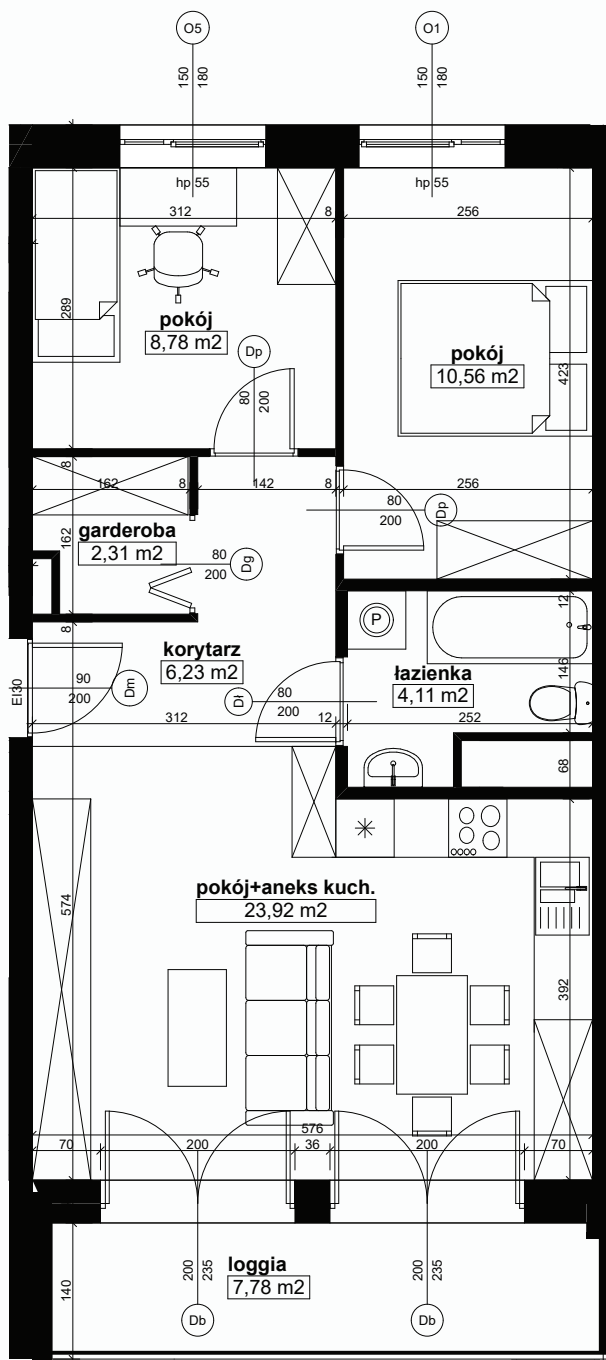 O5
O1
150
180
150
180
hp 55
hp 55
312
8
256
289
pokój
8,78 m2
Dp
80
200
pokój
10,56 m2
423
8
162
8
142
8
256
80
200
Dp
162
garderoba
2,31 m2
80
200
Dg
8
12
korytarz
6,23 m2
P
146
łazienka
4,11 m2
EI30
90
200
Dm
Dł
80
200
312
12
252
68
574
pokój+aneks kuch.
23,92 m2
392
576
70
200
36
200
70
140
loggia
7,78 m2
200
235
200
235
Db
Db